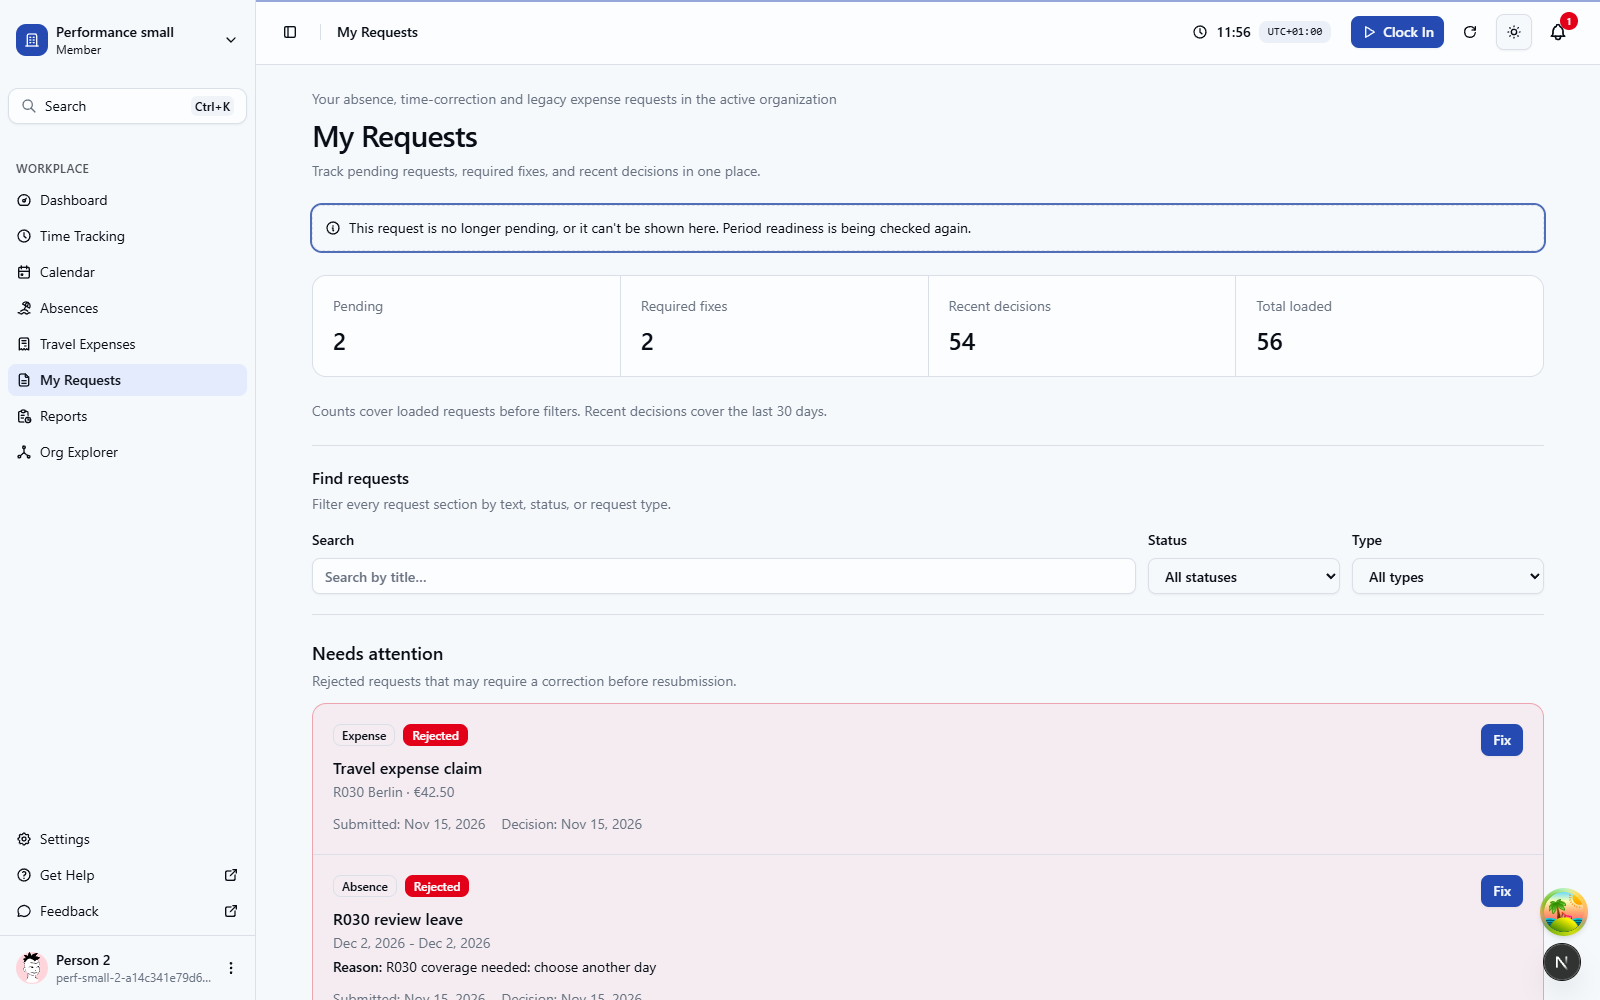 Performance small
Member
Search
Ctrl+K
WORKPLACE
Dashboard
Time Tracking
Calendar
Absences
Travel Expenses
My Requests
Reports
Org Explorer
Settings
Get Help
Feedback
Person 2
perf-small-2-a14c341e79d6...
My Requests
11:56
UTC+01:00
Clock In
1
Your absence, time-correction and legacy expense requests in the active organization
My Requests
Track pending requests, required fixes, and recent decisions in one place.
This request is no longer pending, or it can't be shown here. Period readiness is being checked again.
Pending
2
Required fixes
2
Recent decisions
54
Total loaded
56
Counts cover loaded requests before filters. Recent decisions cover the last 30 days.
Find requests
Filter every request section by text, status, or request type.
Search
Search by title...
Status
All statuses
Type
All types
Needs attention
Rejected requests that may require a correction before resubmission.
Expense
Rejected
Fix
Travel expense claim
R030 Berlin · €42.50
Submitted: Nov 15, 2026 Decision: Nov 15, 2026
Absence
Rejected
Fix
R030 review leave
Dec 2, 2026 - Dec 2, 2026
Reason: R030 coverage needed: choose another day
Submitted: Nov 15, 2026 Decision: Nov 15, 2026
N